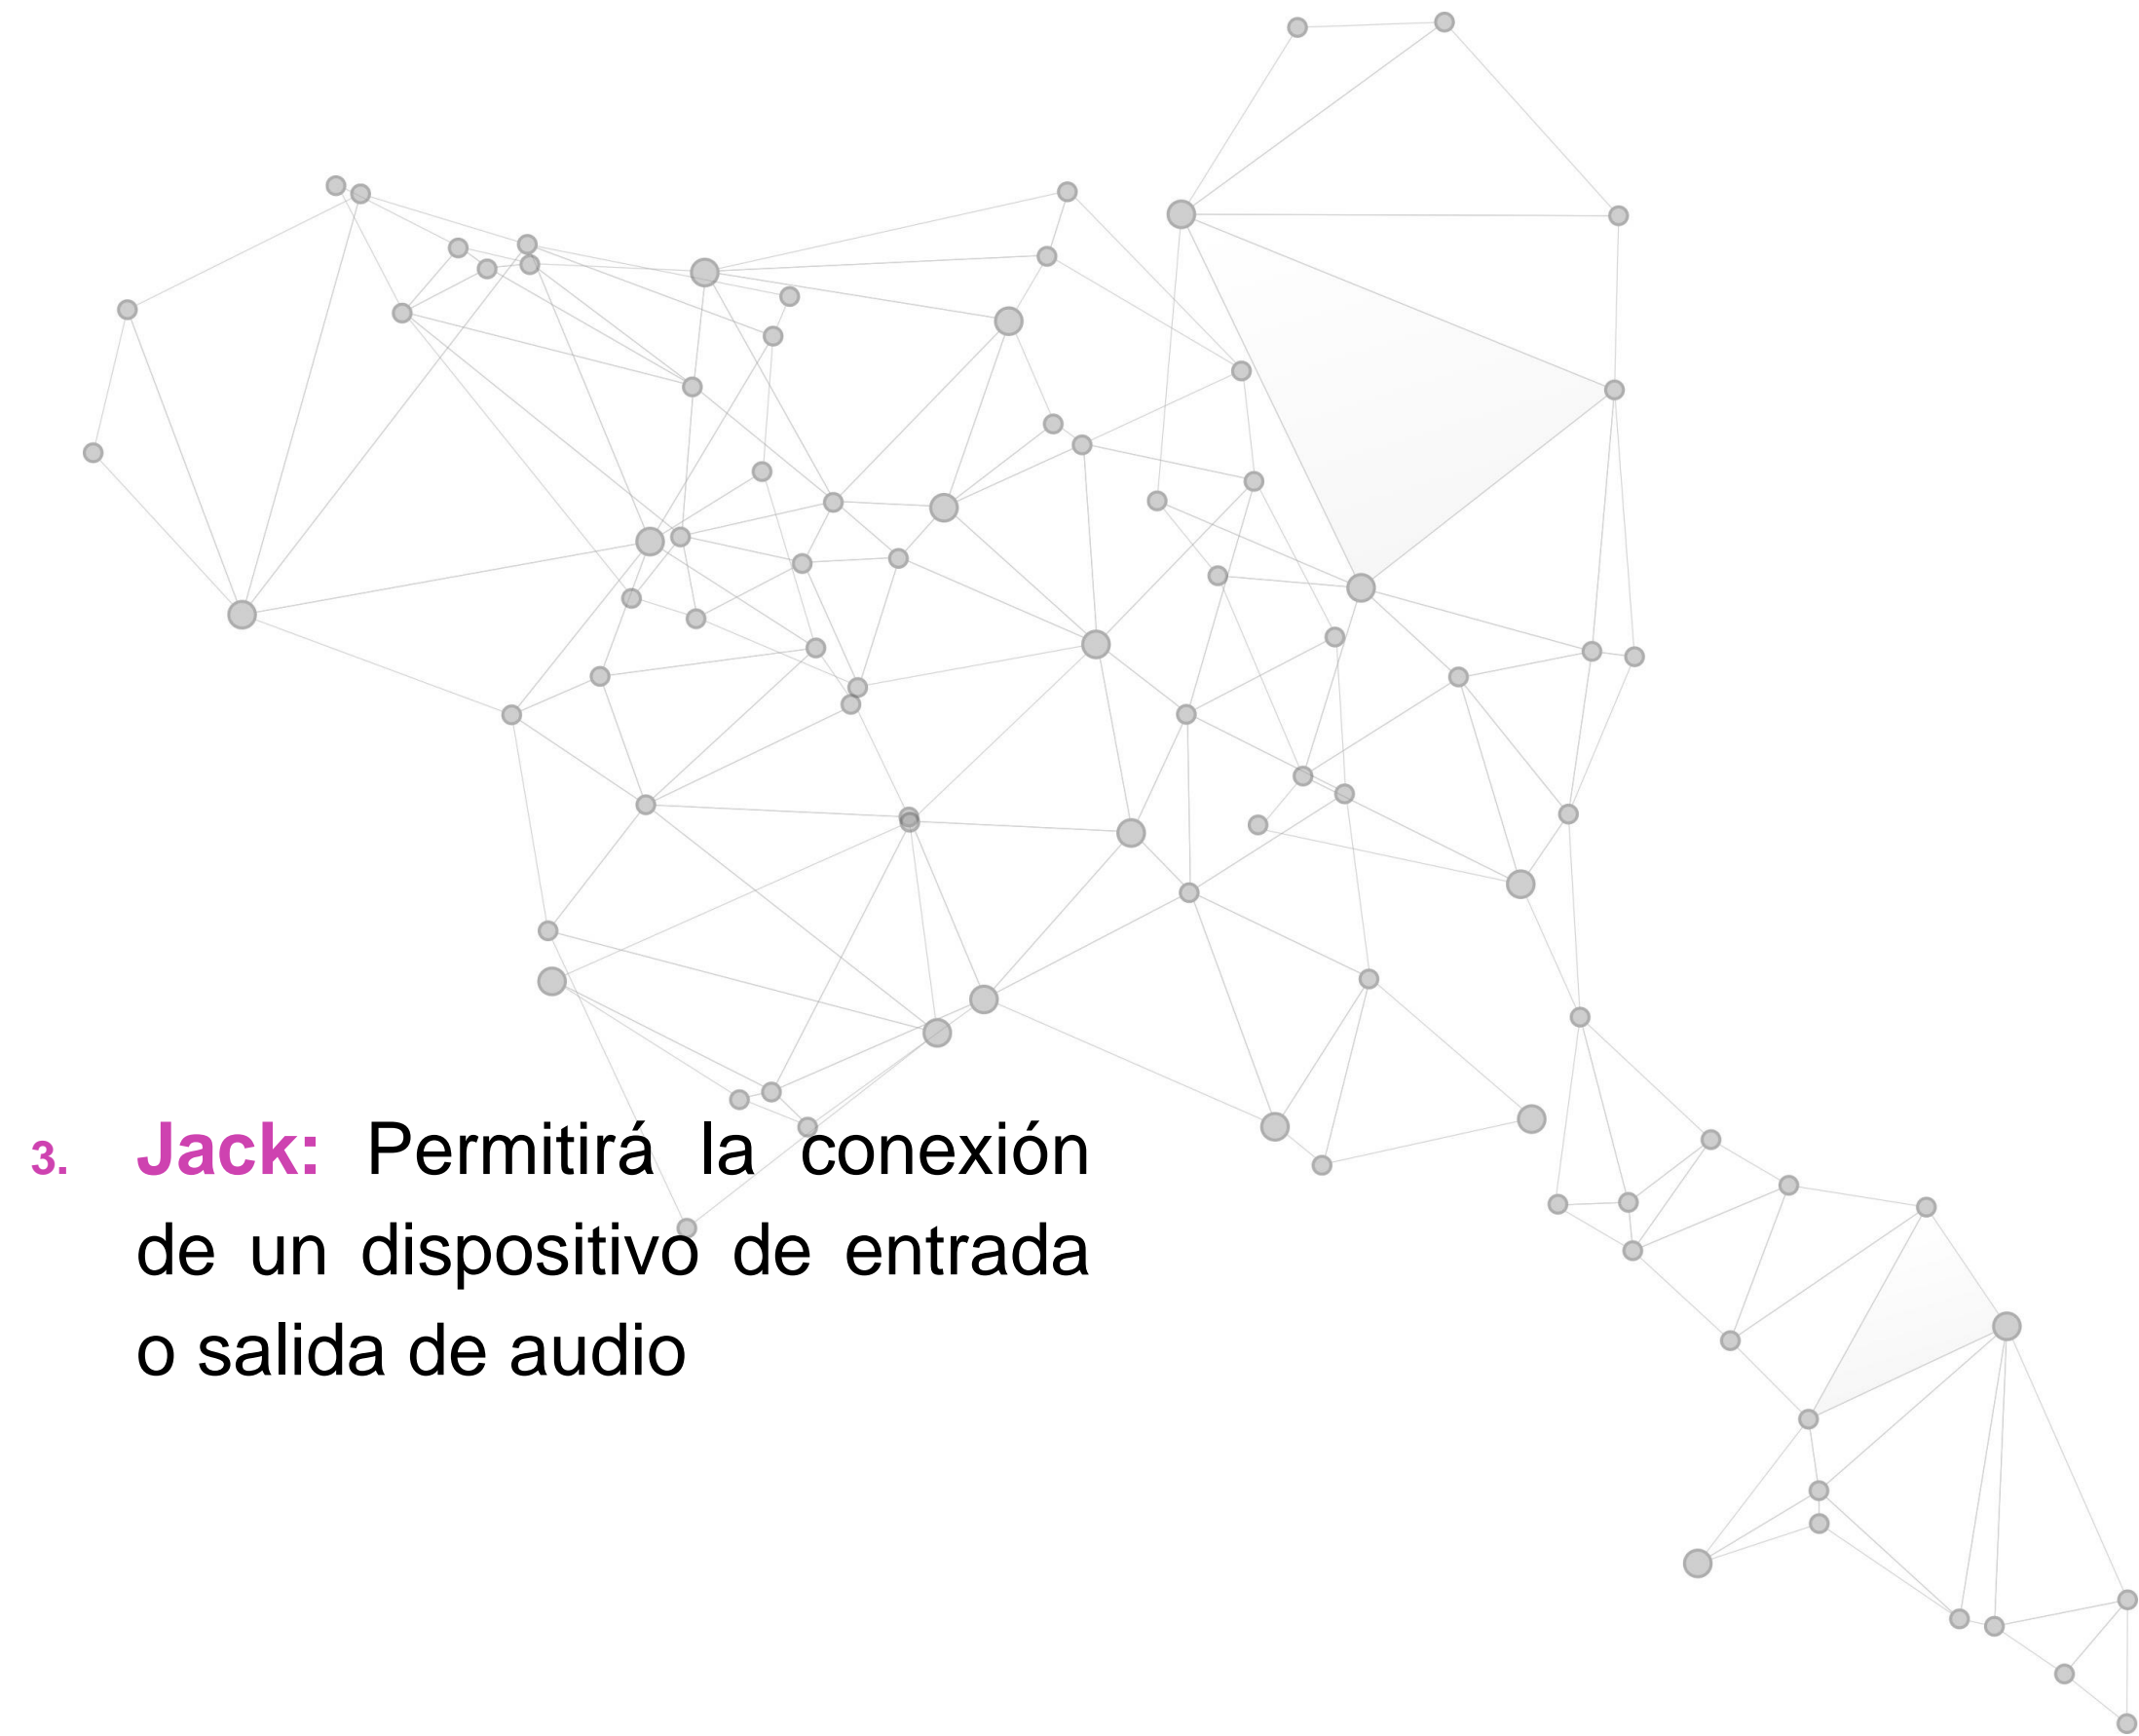 3. Jack: Permitirá la conexión
de un dispositivo de entrada
o salida de audio